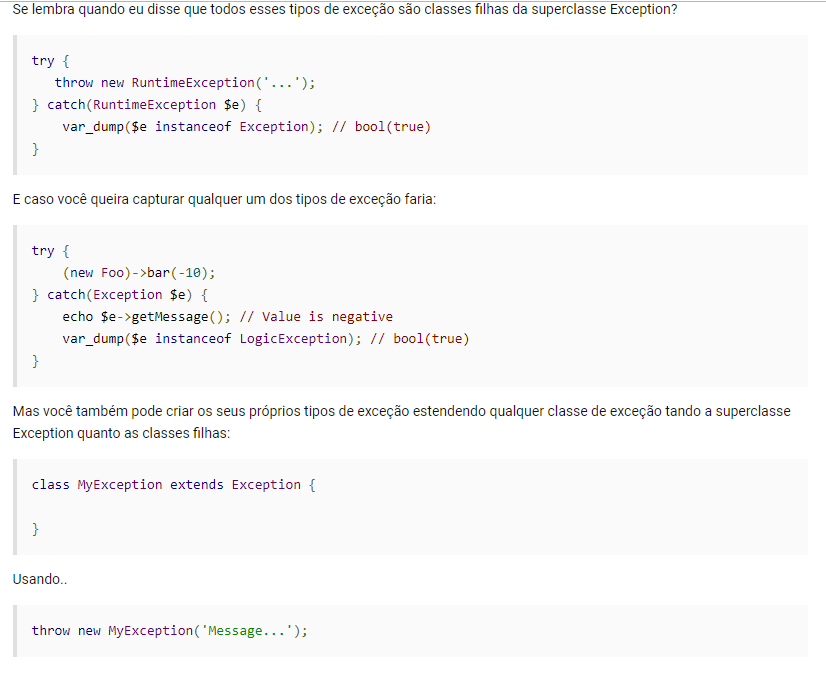 Se lembra quando eu disse que todos esses tipos de exceção são classes filhas da superclasse Exception?
try {
   throw new RuntimeException('...');
} catch(RuntimeException $e) {
    var_dump($e instanceof Exception); // bool(true)
}
E caso você queira capturar qualquer um dos tipos de exceção faria:
try {
    (new Foo)->bar(-10);
} catch(Exception $e) {
    echo $e->getMessage(); // Value is negative
    var_dump($e instanceof LogicException); // bool(true)
}
Mas você também pode criar os seus próprios tipos de exceção estendendo qualquer classe de exceção tando a superclasse
Exception quanto as classes filhas:
class MyException extends Exception {
}
Usando..
throw new MyException('Message...');